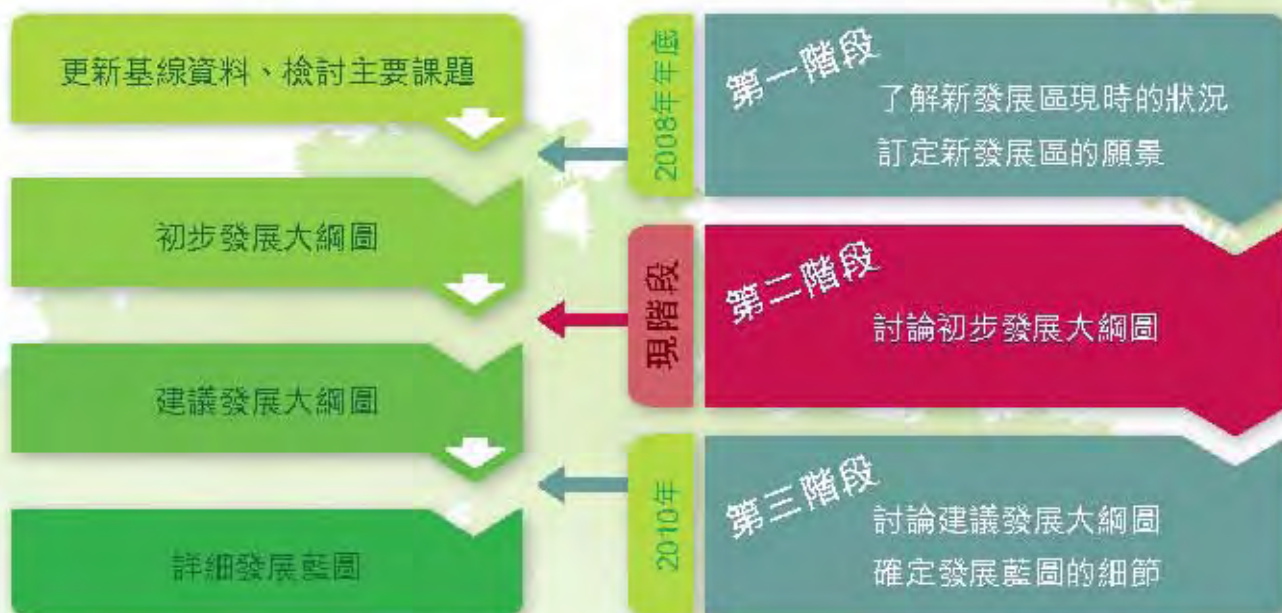 更新基線資料、檢討主要課題
初步發展大綱圖
建議發展大綱圖
詳細發展藍圖
2008年年底
第一階段
了解新發展區現時的狀況
訂定新發展區的願景
現階段
第二階段
討論初步發展大綱圖
2010年
第三階段
討論建議發展大綱圖
確定發展藍圖的細節